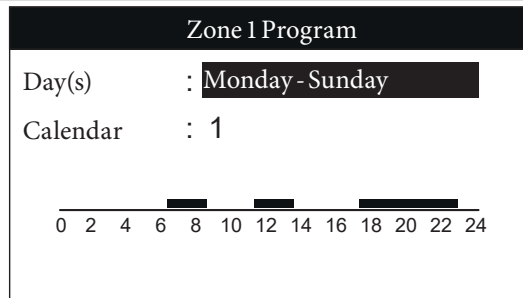 Zone 1 Program
Day(s) : Monday - Sunday
Calendar : 1
0 2 4 6 8 10 12 14 16 18 20 22 24